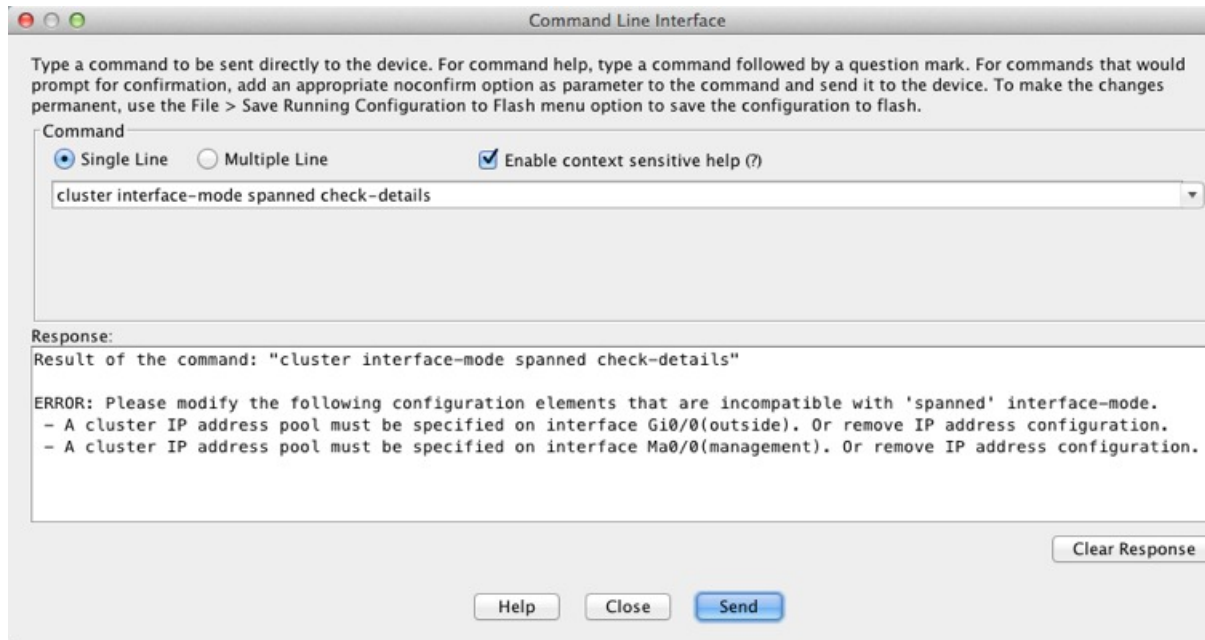 Command Line Interface
Type a command to be sent directly to the device. For command help, type a command followed by a question mark. For commands that would
prompt for confirmation, add an appropriate noconfirm option as parameter to the command and send it to the device. To make the changes
permanent, use the File > Save Running Configuration to Flash menu option to save the configuration to flash.
Command
Single Line Multiple Line Enable context sensitive help (?)
cluster interface-mode spanned check-details
Response:
Result of the command: "cluster interface-mode spanned check-details"
ERROR: Please modify the following configuration elements that are incompatible with 'spanned' interface-mode.
- A cluster IP address pool must be specified on interface Gi0/0(outside). Or remove IP address configuration.
- A cluster IP address pool must be specified on interface Ma0/0(management). Or remove IP address configuration.
Clear Response
Help Close Send